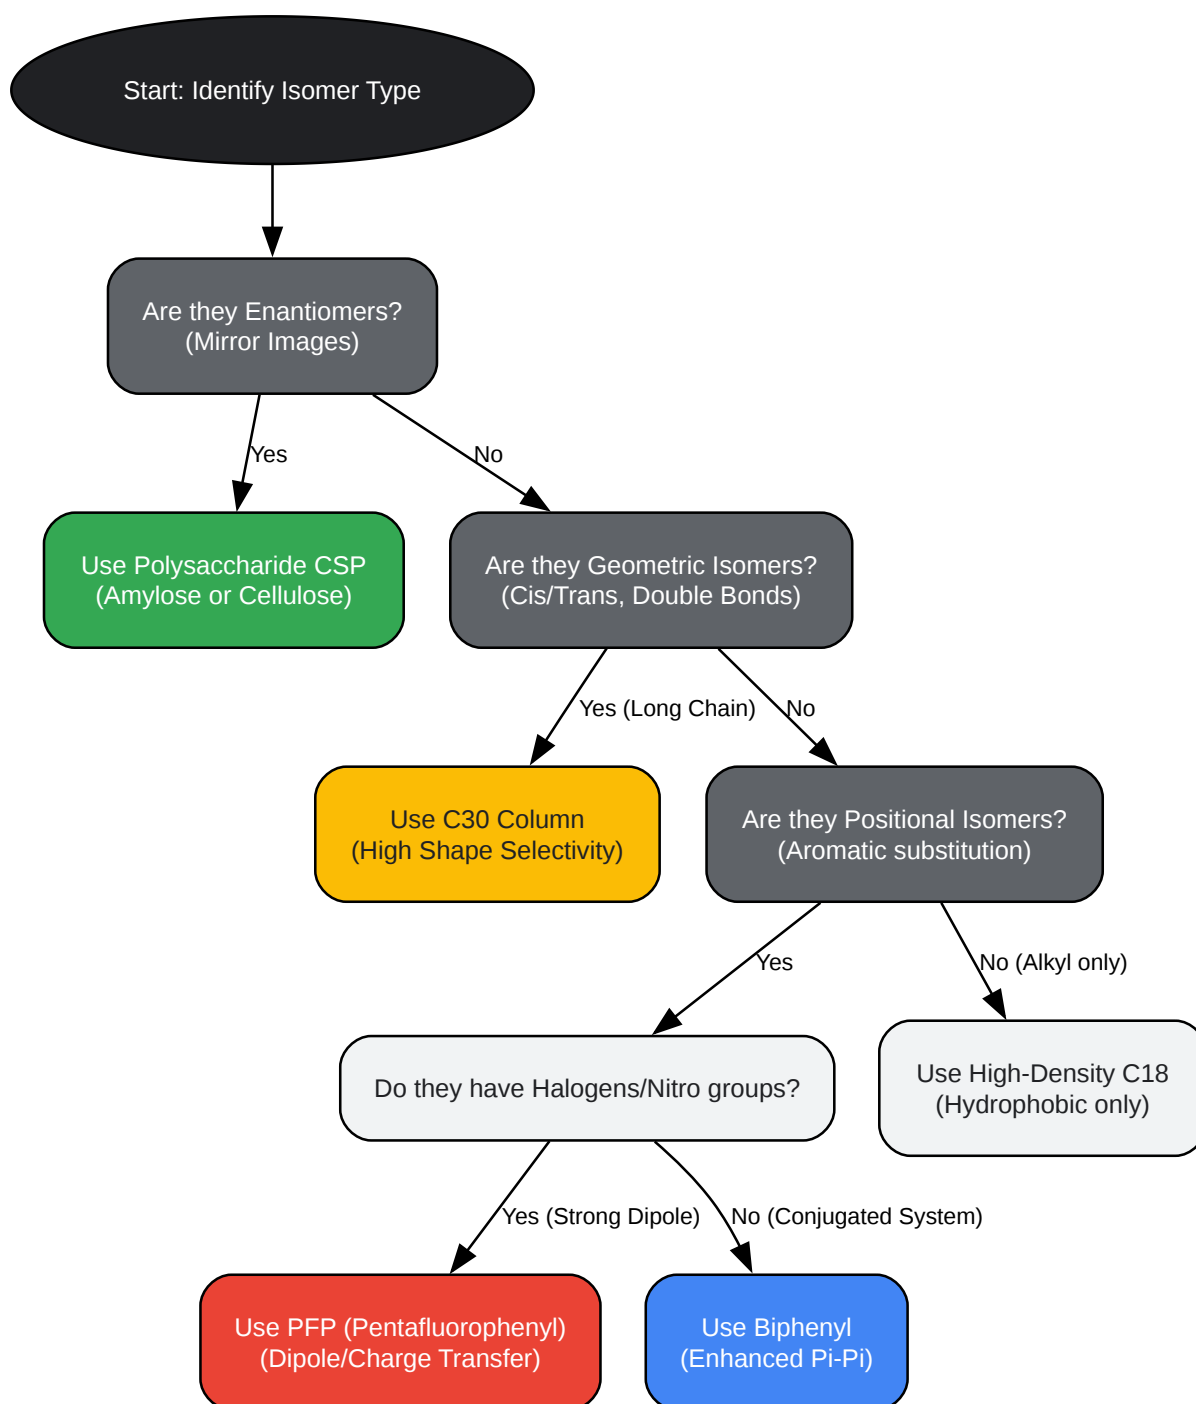 Start: Identify Isomer Type
Are they Enantiomers?
(Mirror Images)
Yes
No
Use Polysaccharide CSP
(Amylose or Cellulose)
Are they Geometric Isomers?
(Cis/Trans, Double Bonds)
Yes (Long Chain)
No
Use C30 Column
(High Shape Selectivity)
Are they Positional Isomers?
(Aromatic substitution)
Yes
No (Alkyl only)
Do they have Halogens/Nitro groups?
Use High-Density C18
(Hydrophobic only)
Yes (Strong Dipole)
No (Conjugated System)
Use PFP (Pentafluorophenyl)
(Dipole/Charge Transfer)
Use Biphenyl
(Enhanced Pi-Pi)